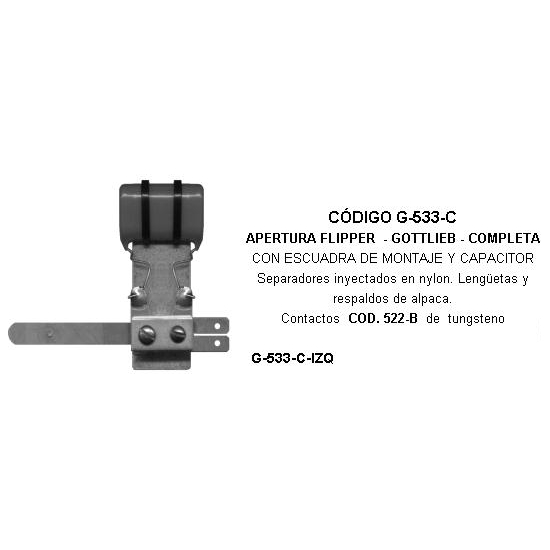 CÓDIGO G-533-C
APERTURA FLIPPER - GOTTLIEB - COMPLETA
CON ESCUADRA DE MONTAJE Y CAPACITOR
Separadores inyectados en nylon. Lengüetas y
respaldos de alpaca.
Contactos COD. 522-B de tungsteno
G-533-C-IZQ